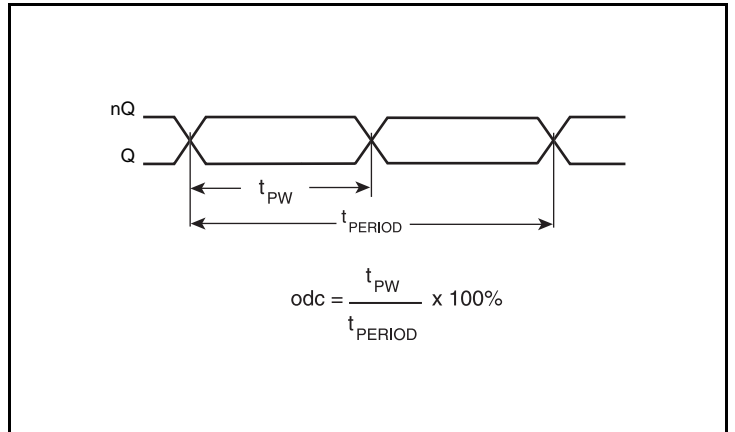 nQ
Q
tPW
tPERIOD
odc = tPW / tPERIOD x 100%